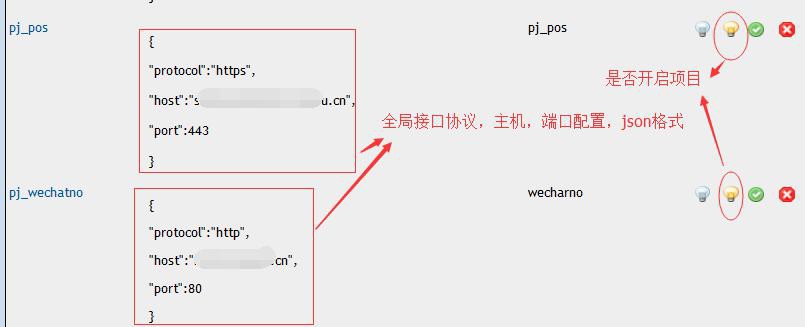 pj_pos
{
"protocol":"https",
"host":"s u.cn",
"port":443
}
pj_pos
是否开启项目
全局接口协议，主机，端口配置，json格式
pj_wechatno
{
"protocol":"http",
"host":" .cn",
"port":80
}
wecharno